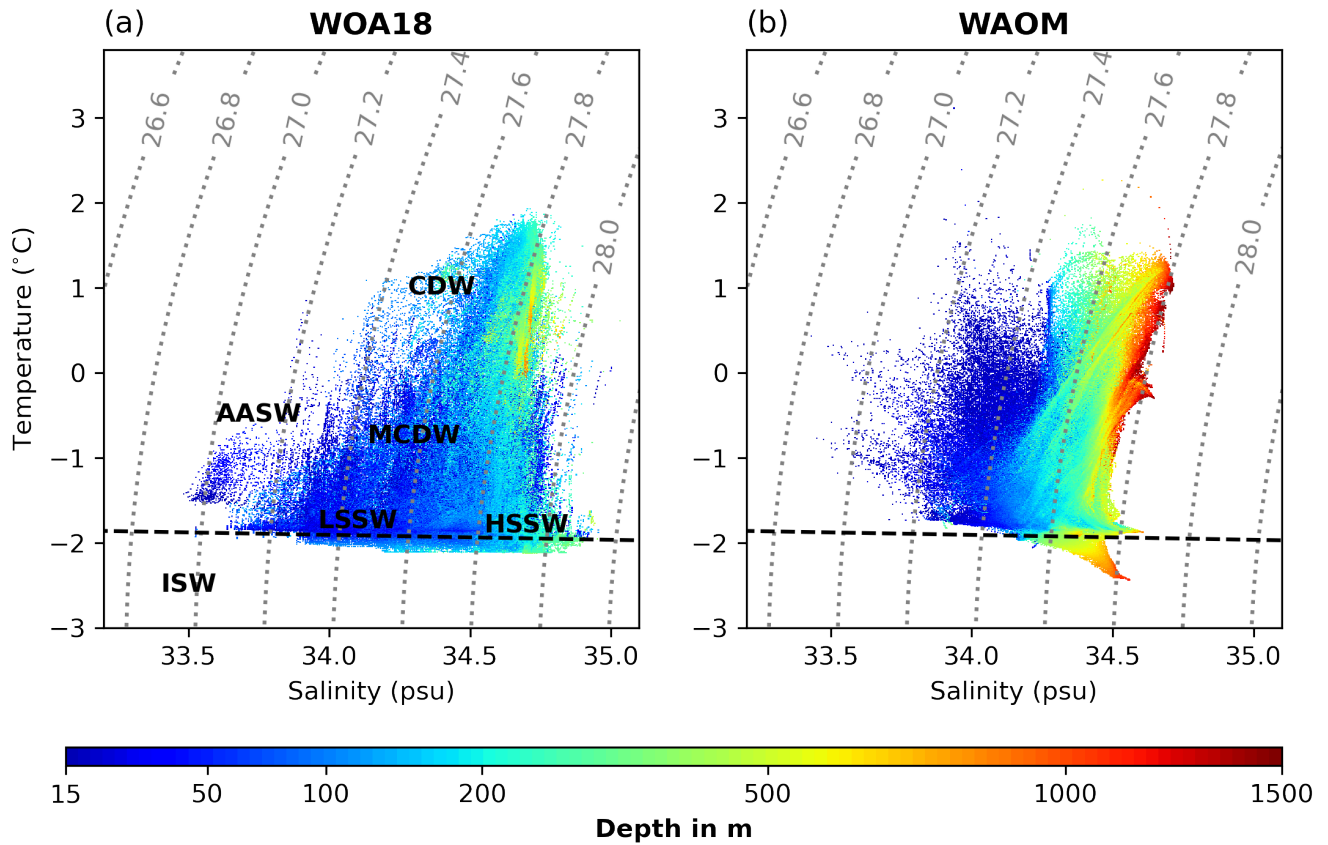 (a) WOA18
(b) WAOM
26.6 26.8 27.0 27.2 27.4 27.6 27.8 28.0
26.6 26.8 27.0 27.2 27.4 27.6 27.8 28.0
Temperature (°C)
3
2
1
0
−1
−2
−3
3
2
1
0
−1
−2
−3
CDW
AASW
MCDW
LSSW
HSSW
ISW
33.5 34.0 34.5 35.0
33.5 34.0 34.5 35.0
Salinity (psu)
Salinity (psu)
15 50 100 200 500 1000 1500
Depth in m